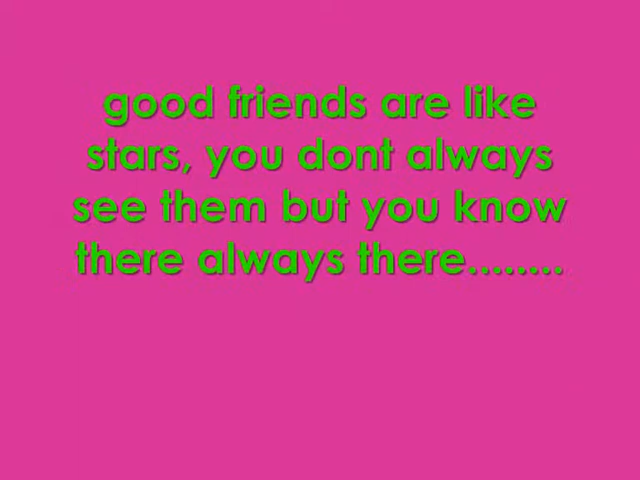 good friends are like
stars, you dont always
see them but you know
there always there........